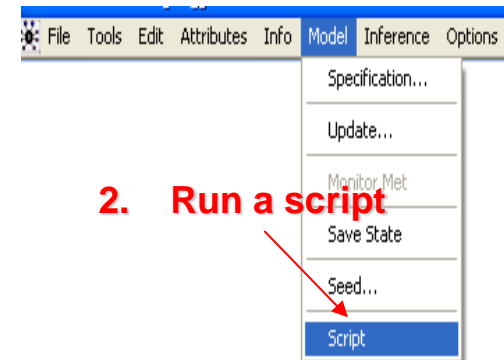 File Tools Edit Attributes Info Model Inference Options
Specification...
Update...
Monitor Met
2. Run a script
Save State
Seed...
Script